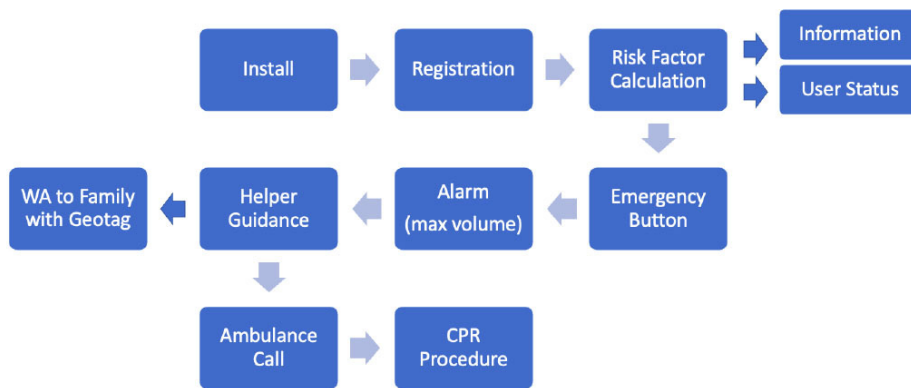 Install
Registration
Risk Factor
Calculation
Information
User Status
WA to Family
with Geotag
Helper
Guidance
Alarm
(max volume)
Emergency
Button
Ambulance
Call
CPR
Procedure